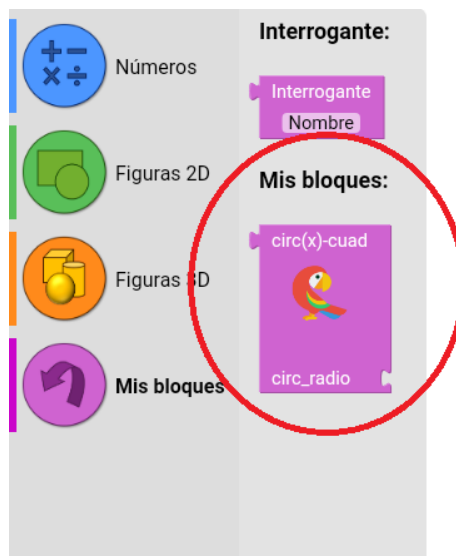 Números
Figuras 2D
Figuras 3D
Mis bloques
Interrogante:
Interrogante
Nombre
Mis bloques:
circ(x)-cuad
circ_radio